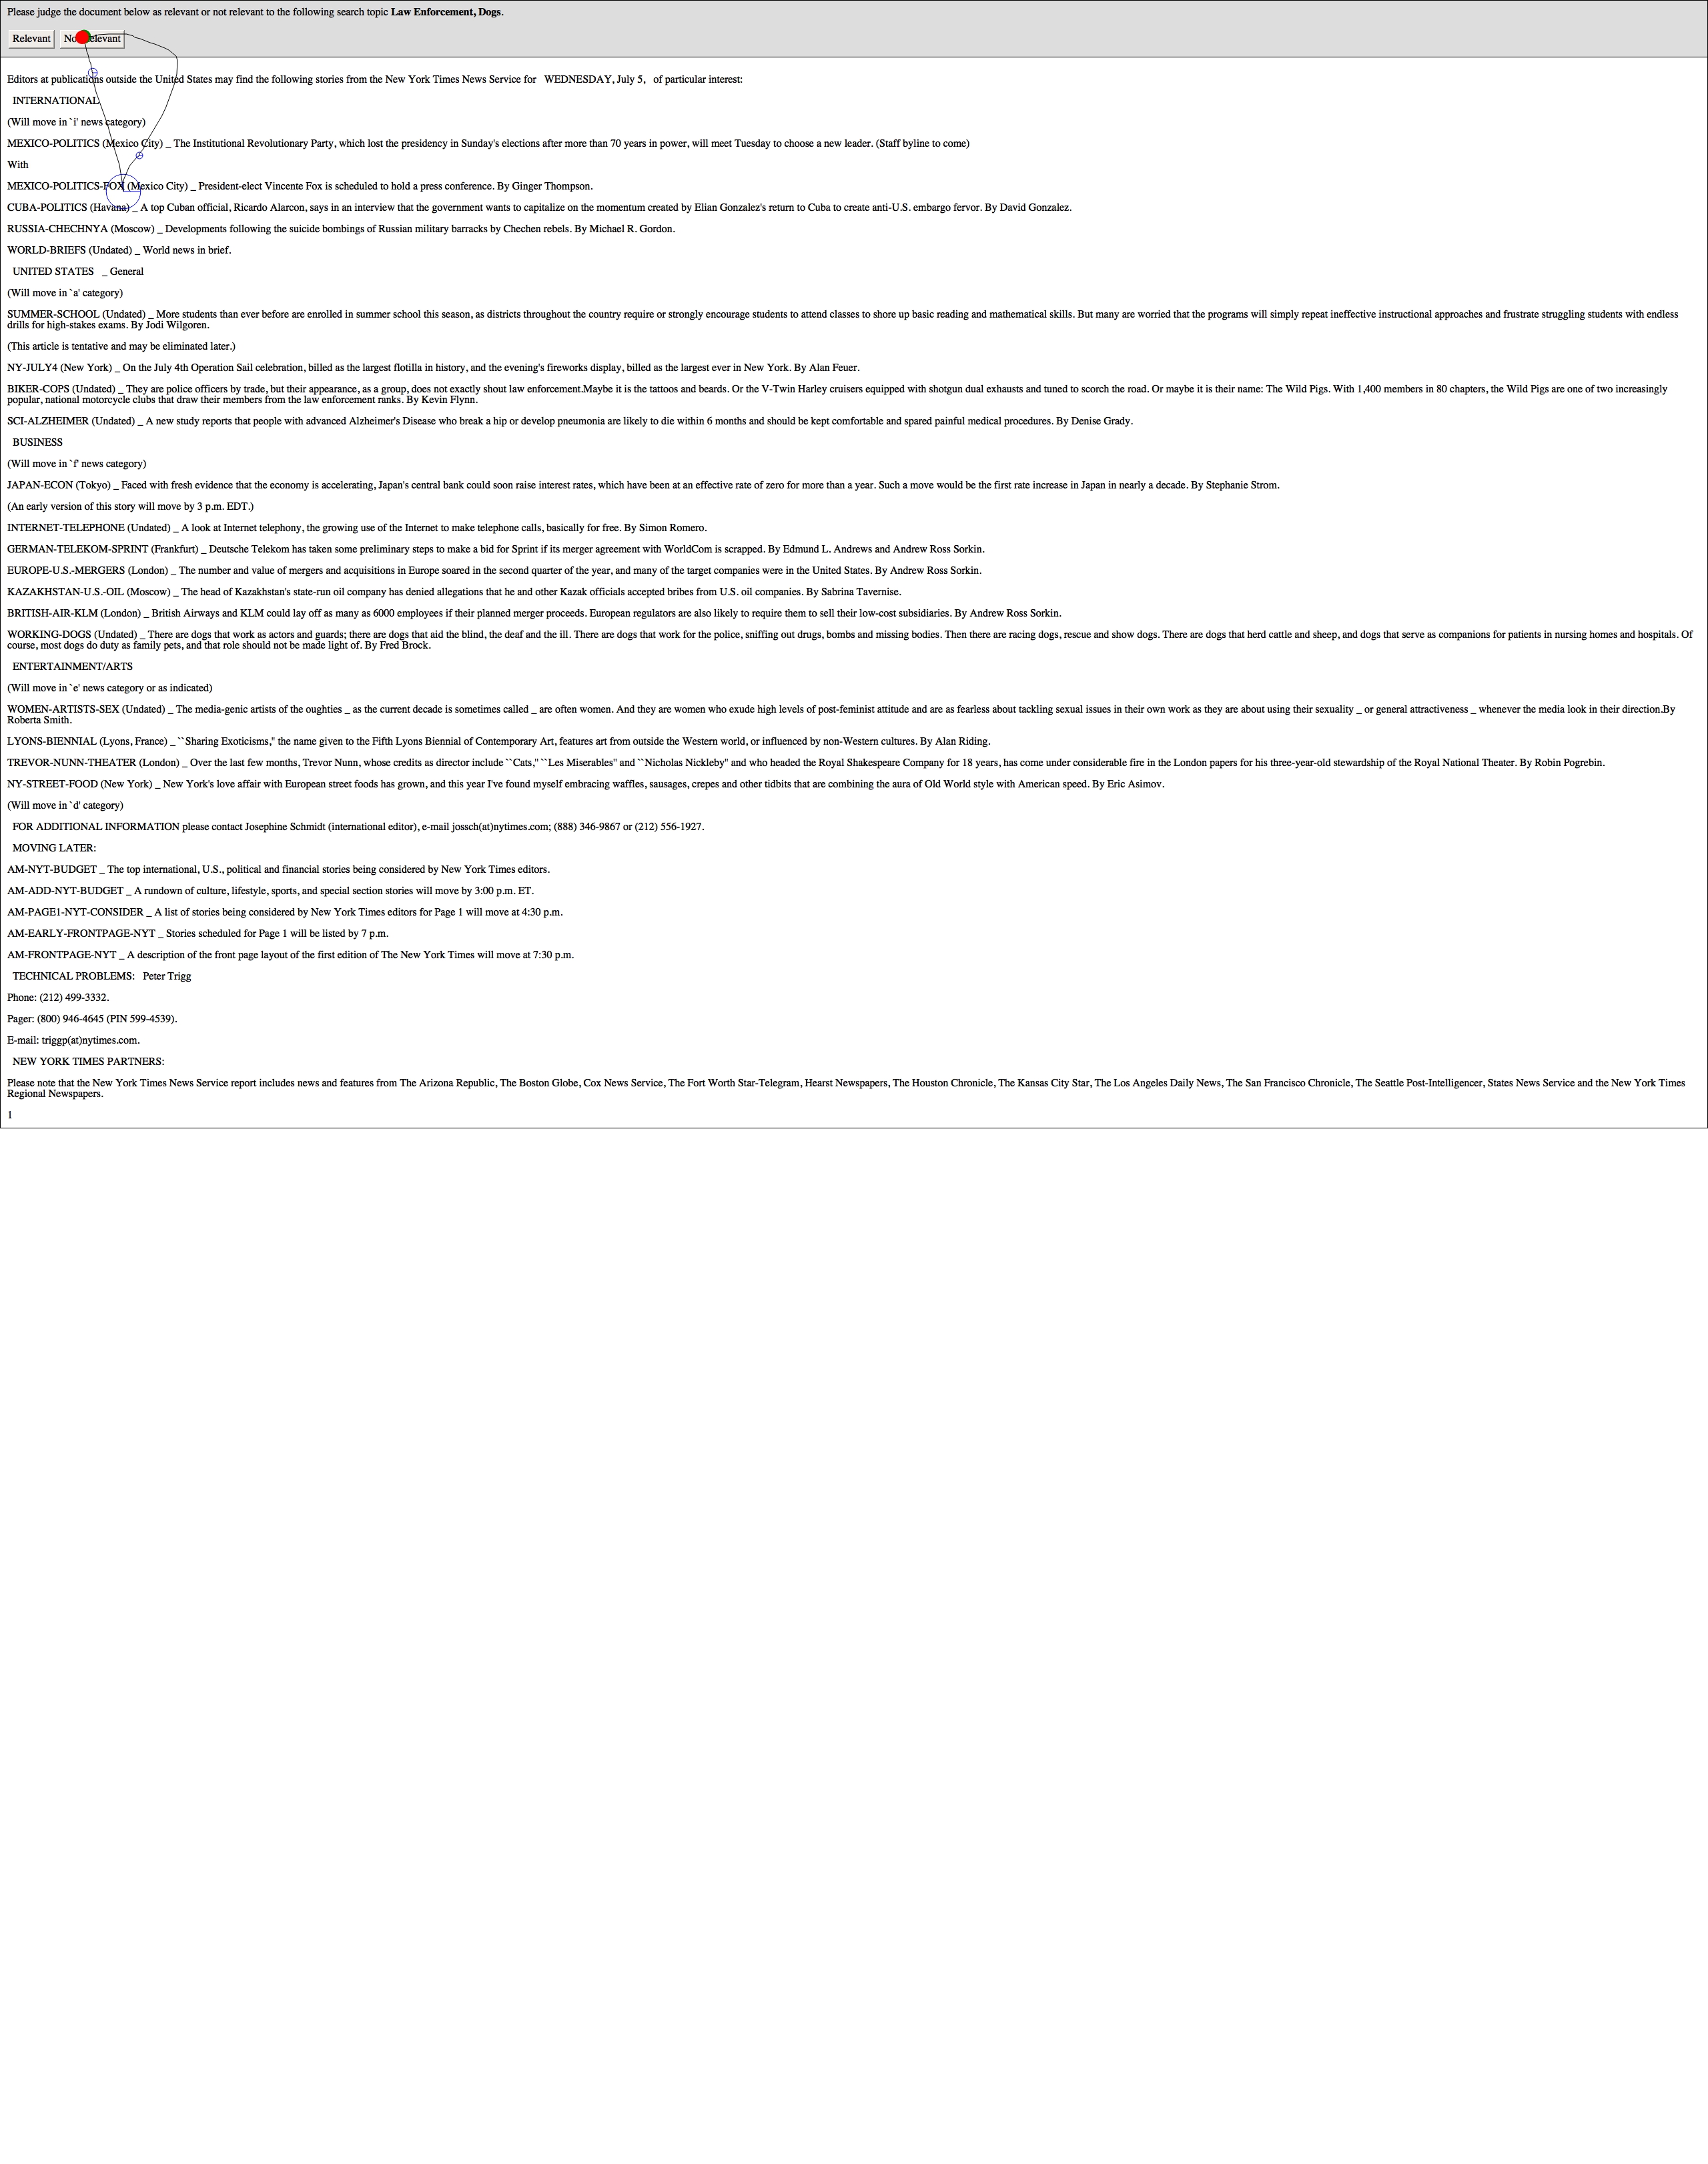 Please judge the document below as relevant or not relevant to the following search topic Law Enforcement, Dogs.
Relevant Not Relevant
Editors at publications outside the United States may find the following stories from the New York Times News Service for WEDNESDAY, July 5, of particular interest:
INTERNATIONAL
(Will move in `i' news category)
MEXICO-POLITICS (Mexico City) _ The Institutional Revolutionary Party, which lost the presidency in Sunday's elections after more than 70 years in power, will meet Tuesday to choose a new leader. (Staff byline to come)
With
MEXICO-POLITICS-FOX (Mexico City) _ President-elect Vincente Fox is scheduled to hold a press conference. By Ginger Thompson.
CUBA-POLITICS (Havana) _ A top Cuban official, Ricardo Alarcon, says in an interview that the government wants to capitalize on the momentum created by Elian Gonzalez's return to Cuba to create anti-U.S. embargo fervor. By David Gonzalez.
RUSSIA-CHECHNYA (Moscow) _ Developments following the suicide bombings of Russian military barracks by Chechen rebels. By Michael R. Gordon.
WORLD-BRIEFS (Undated) _ World news in brief.
UNITED STATES _ General
(Will move in `a' category)
SUMMER-SCHOOL (Undated) _ More students than ever before are enrolled in summer school this season, as districts throughout the country require or strongly encourage students to attend classes to shore up basic reading and mathematical skills. But many are worried that the programs will simply repeat ineffective instructional approaches and frustrate struggling students with endless
drills for high-stakes exams. By Jodi Wilgoren.
(This article is tentative and may be eliminated later.)
NY-JULY4 (New York) _ On the July 4th Operation Sail celebration, billed as the largest flotilla in history, and the evening's fireworks display, billed as the largest ever in New York. By Alan Feuer.
BIKER-COPS (Undated) _ They are police officers by trade, but their appearance, as a group, does not exactly shout law enforcement.Maybe it is the tattoos and beards. Or the V-Twin Harley cruisers equipped with shotgun dual exhausts and tuned to scorch the road. Or maybe it is their name: The Wild Pigs. With 1,400 members in 80 chapters, the Wild Pigs are one of two increasingly
popular, national motorcycle clubs that draw their members from the law enforcement ranks. By Kevin Flynn.
SCI-ALZHEIMER (Undated) _ A new study reports that people with advanced Alzheimer's Disease who break a hip or develop pneumonia are likely to die within 6 months and should be kept comfortable and spared painful medical procedures. By Denise Grady.
BUSINESS
(Will move in `f' news category)
JAPAN-ECON (Tokyo) _ Faced with fresh evidence that the economy is accelerating, Japan's central bank could soon raise interest rates, which have been at an effective rate of zero for more than a year. Such a move would be the first rate increase in Japan in nearly a decade. By Stephanie Strom.
(An early version of this story will move by 3 p.m. EDT.)
INTERNET-TELEPHONE (Undated) _ A look at Internet telephony, the growing use of the Internet to make telephone calls, basically for free. By Simon Romero.
GERMAN-TELEKOM-SPRINT (Frankfurt) _ Deutsche Telekom has taken some preliminary steps to make a bid for Sprint if its merger agreement with WorldCom is scrapped. By Edmund L. Andrews and Andrew Ross Sorkin.
EUROPE-U.S.-MERGERS (London) _ The number and value of mergers and acquisitions in Europe soared in the second quarter of the year, and many of the target companies were in the United States. By Andrew Ross Sorkin.
KAZAKHSTAN-U.S.-OIL (Moscow) _ The head of Kazakhstan's state-run oil company has denied allegations that he and other Kazak officials accepted bribes from U.S. oil companies. By Sabrina Tavernise.
BRITISH-AIR-KLM (London) _ British Airways and KLM could lay off as many as 6000 employees if their planned merger proceeds. European regulators are also likely to require them to sell their low-cost subsidiaries. By Andrew Ross Sorkin.
WORKING-DOGS (Undated) _ There are dogs that work as actors and guards; there are dogs that aid the blind, the deaf and the ill. There are dogs that work for the police, sniffing out drugs, bombs and missing bodies. Then there are racing dogs, rescue and show dogs. There are dogs that herd cattle and sheep, and dogs that serve as companions for patients in nursing homes and hospitals. Of
course, most dogs do duty as family pets, and that role should not be made light of. By Fred Brock.
ENTERTAINMENT/ARTS
(Will move in `e' news category or as indicated)
WOMEN-ARTISTS-SEX (Undated) _ The media-genic artists of the oughties _ as the current decade is sometimes called _ are often women. And they are women who exude high levels of post-feminist attitude and are as fearless about tackling sexual issues in their own work as they are about using their sexuality _ or general attractiveness _ whenever the media look in their direction.By
Roberta Smith.
LYONS-BIENNIAL (Lyons, France) _ ``Sharing Exoticisms,'' the name given to the Fifth Lyons Biennial of Contemporary Art, features art from outside the Western world, or influenced by non-Western cultures. By Alan Riding.
TREVOR-NUNN-THEATER (London) _ Over the last few months, Trevor Nunn, whose credits as director include ``Cats,'' ``Les Miserables'' and ``Nicholas Nickleby'' and who headed the Royal Shakespeare Company for 18 years, has come under considerable fire in the London papers for his three-year-old stewardship of the Royal National Theater. By Robin Pogrebin.
NY-STREET-FOOD (New York) _ New York's love affair with European street foods has grown, and this year I've found myself embracing waffles, sausages, crepes and other tidbits that are combining the aura of Old World style with American speed. By Eric Asimov.
(Will move in `d' category)
FOR ADDITIONAL INFORMATION please contact Josephine Schmidt (international editor), e-mail jossch(at)nytimes.com; (888) 346-9867 or (212) 556-1927.
MOVING LATER:
AM-NYT-BUDGET _ The top international, U.S., political and financial stories being considered by New York Times editors.
AM-ADD-NYT-BUDGET _ A rundown of culture, lifestyle, sports, and special section stories will move by 3:00 p.m. ET.
AM-PAGE1-NYT-CONSIDER _ A list of stories being considered by New York Times editors for Page 1 will move at 4:30 p.m.
AM-EARLY-FRONTPAGE-NYT _ Stories scheduled for Page 1 will be listed by 7 p.m.
AM-FRONTPAGE-NYT _ A description of the front page layout of the first edition of The New York Times will move at 7:30 p.m.
TECHNICAL PROBLEMS: Peter Trigg
Phone: (212) 499-3332.
Pager: (800) 946-4645 (PIN 599-4539).
E-mail: triggp(at)nytimes.com.
NEW YORK TIMES PARTNERS:
Please note that the New York Times News Service report includes news and features from The Arizona Republic, The Boston Globe, Cox News Service, The Fort Worth Star-Telegram, Hearst Newspapers, The Houston Chronicle, The Kansas City Star, The Los Angeles Daily News, The San Francisco Chronicle, The Seattle Post-Intelligencer, States News Service and the New York Times
Regional Newspapers.
1